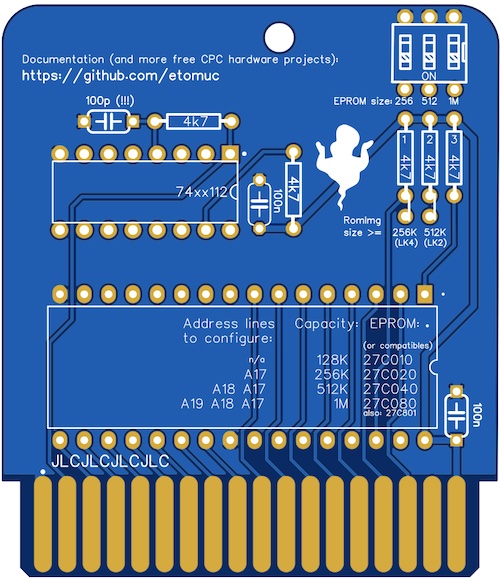 Documentation (and more free CPC hardware projects):
https://github.com/etomuc
ON
EPROM size: 256 512 1M
100p (!!!)
4k7
1 2 3
4k7 4k7 4k7
74xx112
100n
4k7
RomImg
size >=
256K 512K
(LK4) (LK2)
Address lines Capacity: EPROM:
to configure:
(or compatibles)
n/a 128K 27C010
A17 256K 27C020
A18 A17 512K 27C040
A19 A18 A17 1M 27C080
also: 27C801
100n
JLCJLCJLCJLC